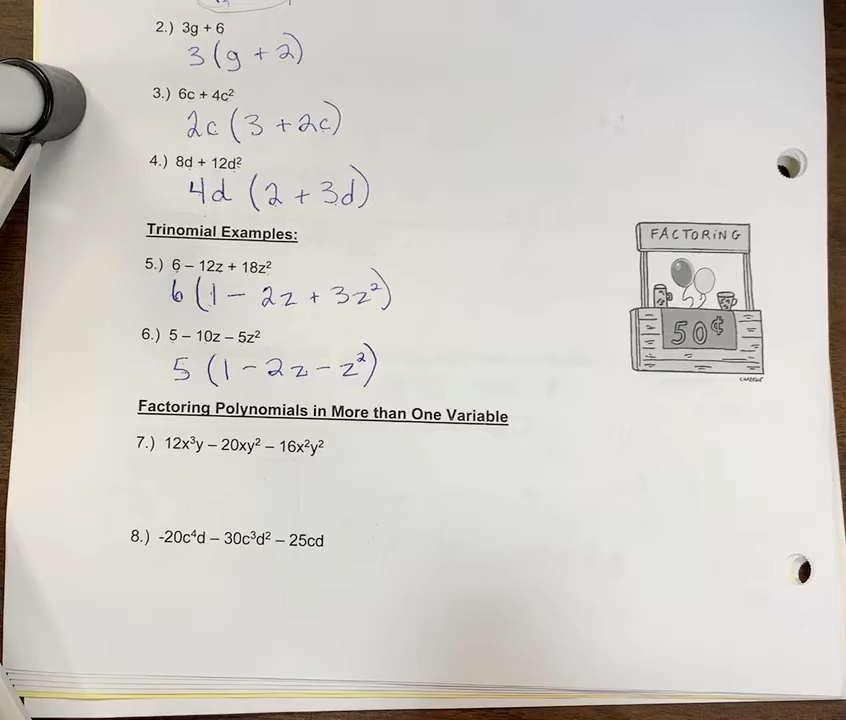 2.) 3g + 6
3(g + 2)
3.) 6c + 4c²
2c (3 + 2c)
4.) 8d + 12d²
4d (2 + 3d)
Trinomial Examples:
5.) 6 – 12z + 18z²
6(1 – 2z + 3z²)
6.) 5 – 10z – 5z²
5 (1 – 2z – z²)
FACTORiNG
50¢
Factoring Polynomials in More than One Variable
7.) 12x³y – 20xy² – 16x²y²
8.) -20c⁴d – 30c³d² – 25cd